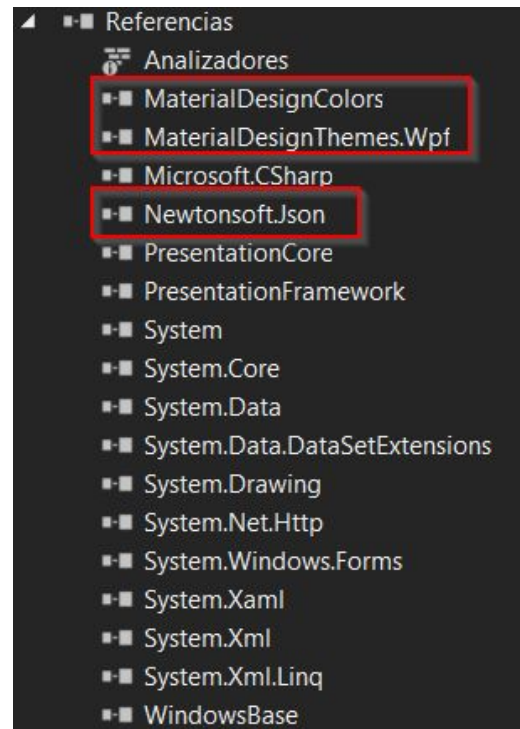 Referencias
Analizadores
MaterialDesignColors
MaterialDesignThemes.Wpf
Microsoft.CSharp
Newtonsoft.Json
PresentationCore
PresentationFramework
System
System.Core
System.Data
System.Data.DataSetExtensions
System.Drawing
System.Net.Http
System.Windows.Forms
System.Xaml
System.Xml
System.Xml.Linq
WindowsBase